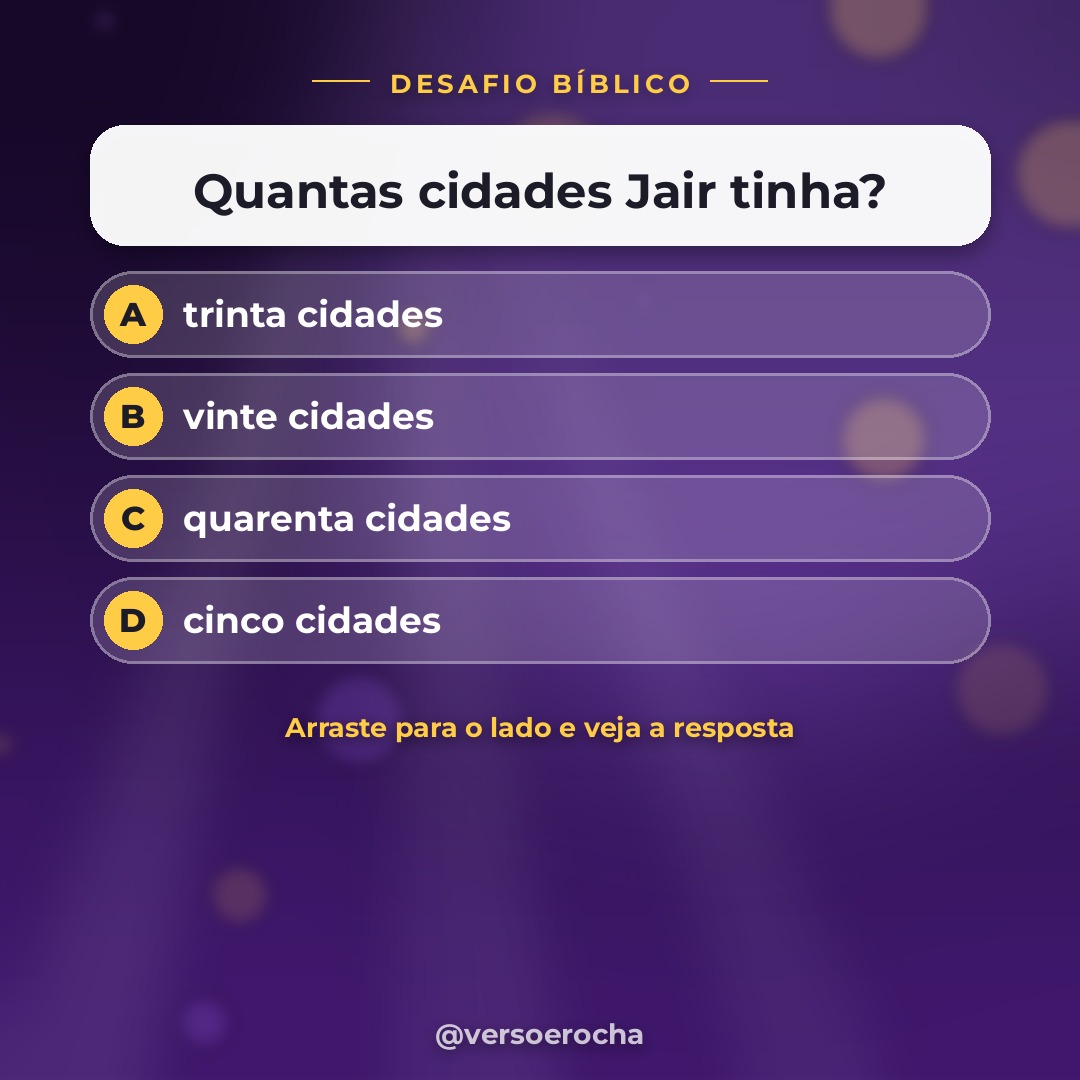 DESAFIO BÍBLICO
Quantas cidades Jair tinha?
A trinta cidades
B vinte cidades
C quarenta cidades
D cinco cidades
Arraste para o lado e veja a resposta
@versoerocha